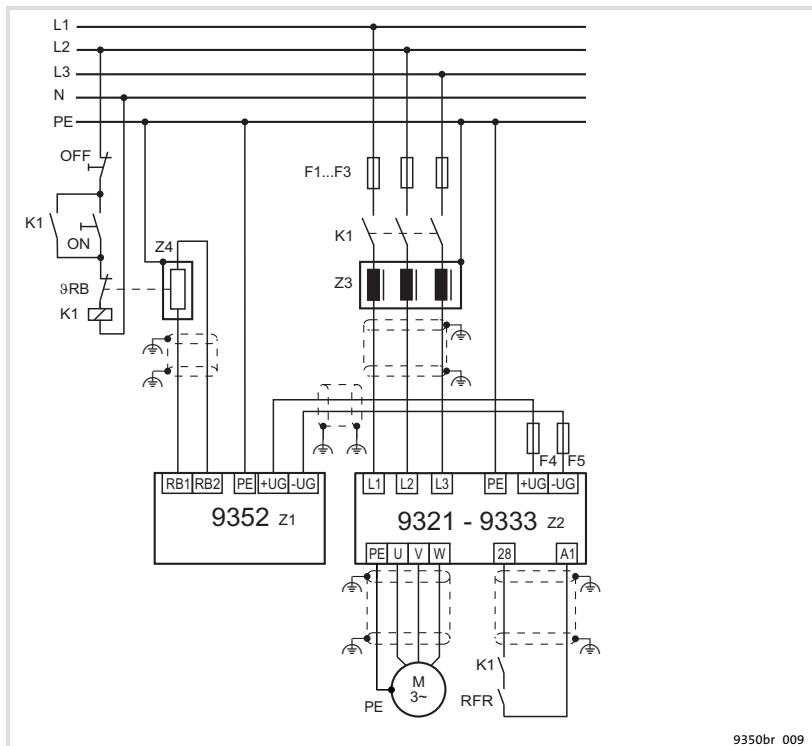 L1
L2
L3
N
PE
OFF
F1...F3
K1
ON
Z4
K1
Z3
ϑRB
K1
F4 F5
RB1 RB2 PE +UG -UG
L1 L2 L3 PE +UG -UG
9352 Z1
9321 - 9333 Z2
PE U V W 28 A1
K1
M
3~
RFR
PE
9350br_009